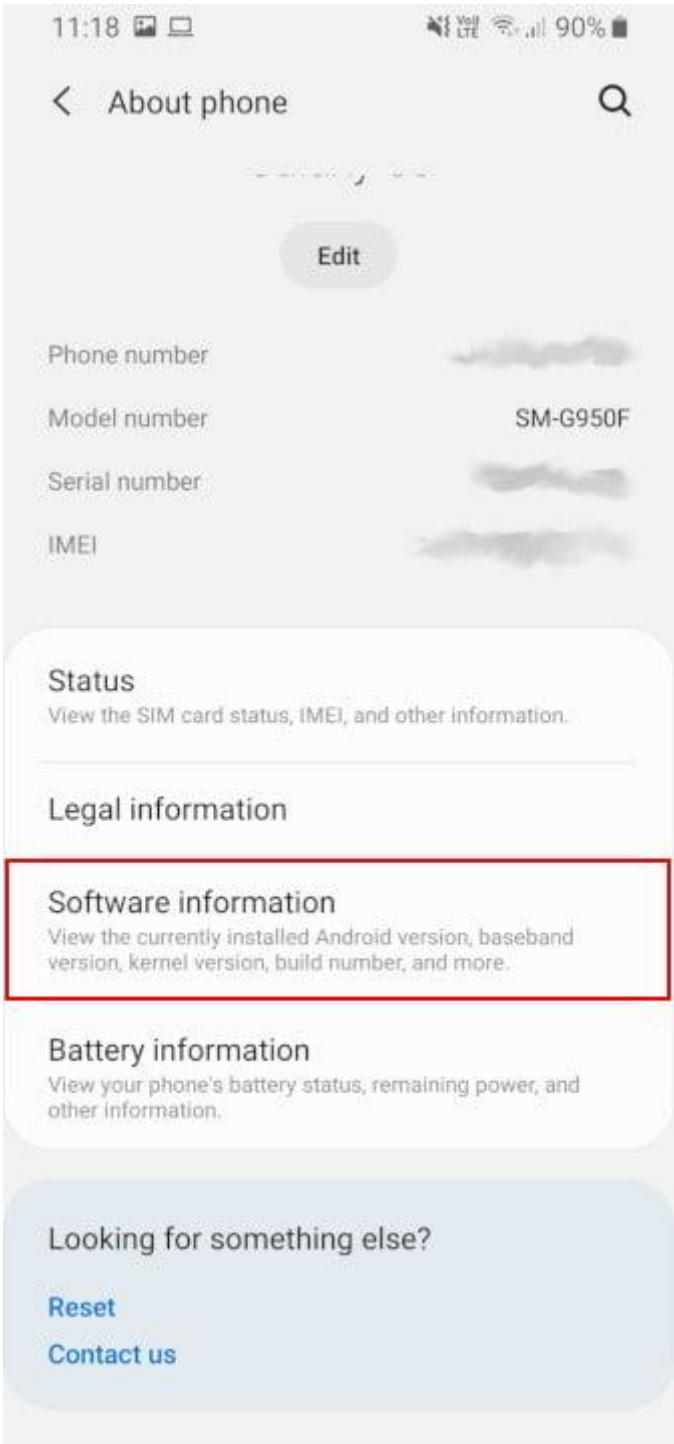 11:18 90%
About phone
Edit
Phone number
Model number SM-G950F
Serial number
IMEI
Status
View the SIM card status, IMEI, and other information.
Legal information
Software information
View the currently installed Android version, baseband
version, kernel version, build number, and more.
Battery information
View your phone's battery status, remaining power, and
other information.
Looking for something else?
Reset
Contact us